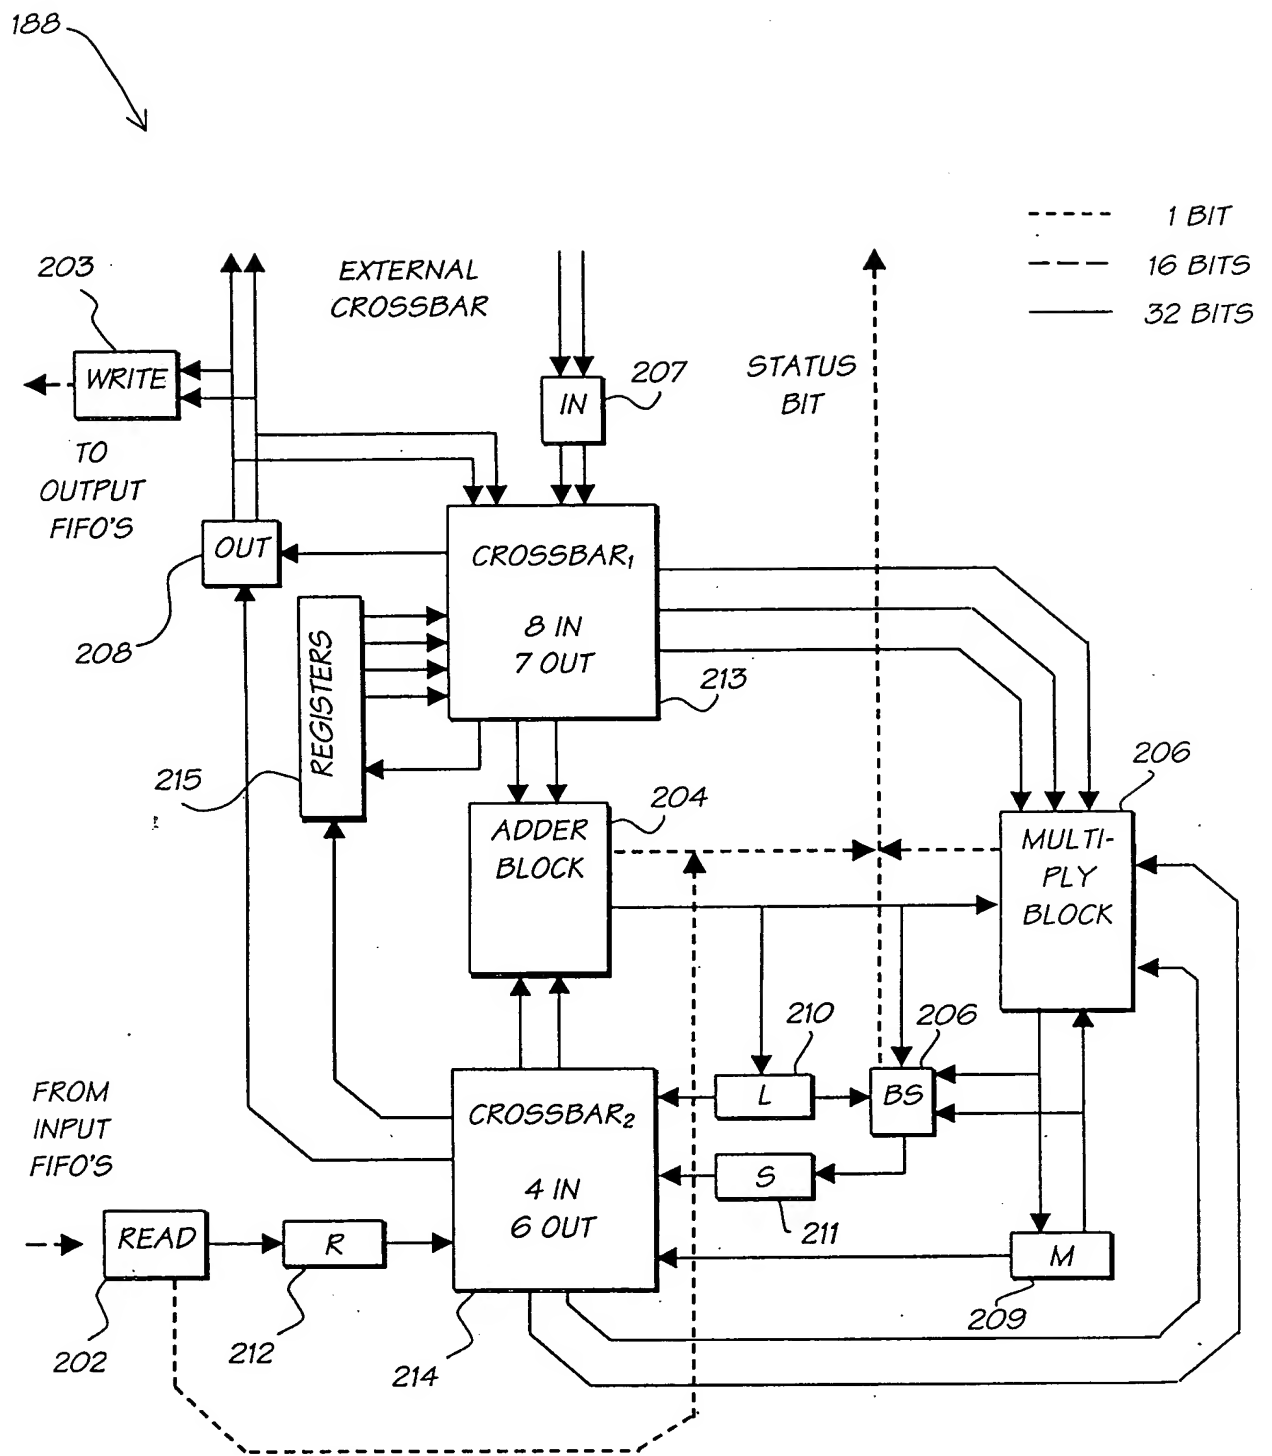 188
1 BIT
16 BITS
32 BITS
203
EXTERNAL
CROSSBAR
WRITE
IN
207
STATUS
BIT
TO
OUTPUT
FIFO'S
OUT
208
CROSSBAR1
8 IN
7 OUT
213
REGISTERS
215
204
ADDER
BLOCK
206
MULTI-
PLY
BLOCK
210
206
L
BS
CROSSBAR2
4 IN
6 OUT
S
211
FROM
INPUT
FIFO'S
READ
R
M
209
202
212
214